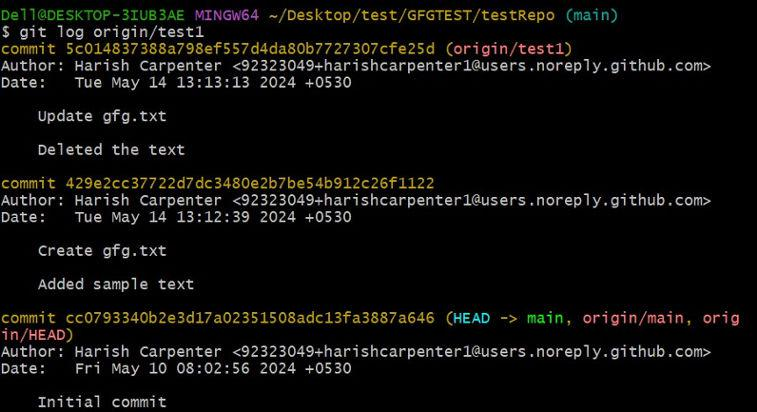 Dell@DESKTOP-3IUB3AE MINGW64 ~/Desktop/test/GFGTEST/testRepo (main)
$ git log origin/test1
commit 5c014837388a798ef557d4da80b7727307cfe25d (origin/test1)
Author: Harish Carpenter <92323049+harishcarpenter1@users.noreply.github.com>
Date:   Tue May 14 13:13:13 2024 +0530
    Update gfg.txt
    Deleted the text
commit 429e2cc37722d7dc3480e2b7be54b912c26f1122
Author: Harish Carpenter <92323049+harishcarpenter1@users.noreply.github.com>
Date:   Tue May 14 13:12:39 2024 +0530
    Create gfg.txt
    Added sample text
commit cc0793340b2e3d17a02351508adc13fa3887a646 (HEAD -> main, origin/main, orig
in/HEAD)
Author: Harish Carpenter <92323049+harishcarpenter1@users.noreply.github.com>
Date:   Fri May 10 08:02:56 2024 +0530
    Initial commit